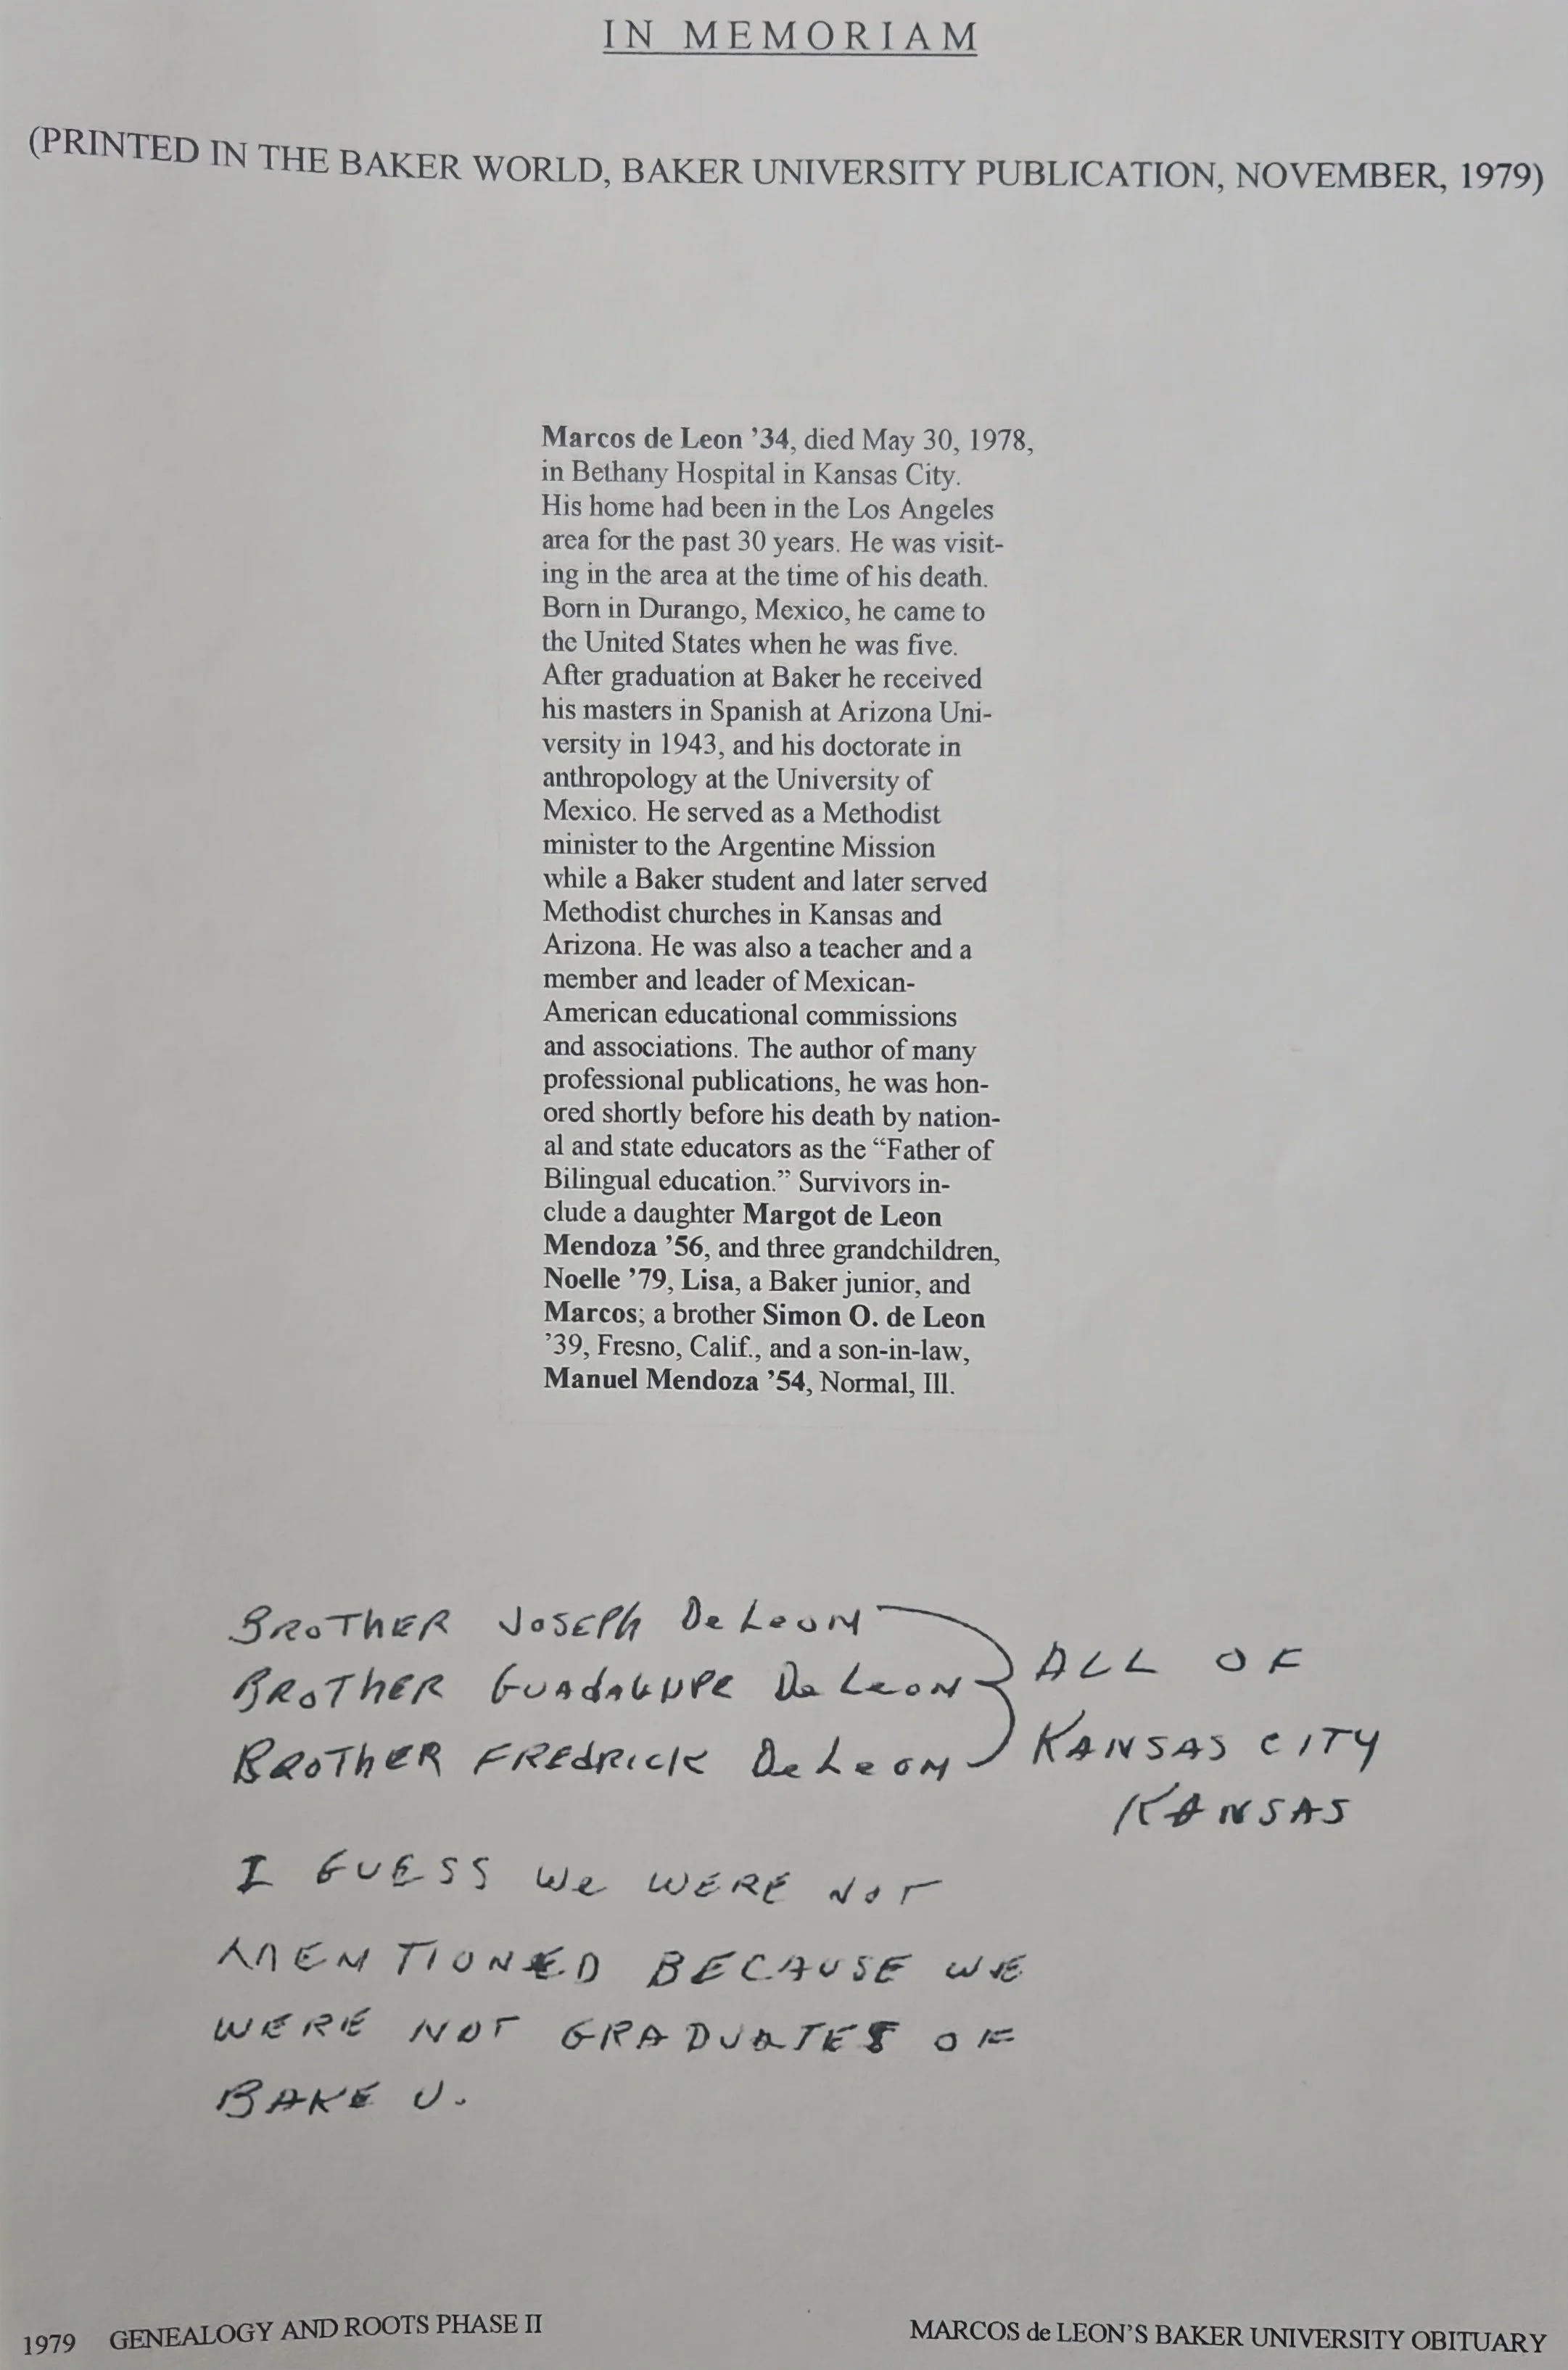 IN MEMORIAM
(PRINTED IN THE BAKER WORLD, BAKER UNIVERSITY PUBLICATION, NOVEMBER, 1979)
Marcos de Leon ’34, died May 30, 1978,
in Bethany Hospital in Kansas City.
His home had been in the Los Angeles
area for the past 30 years. He was visit-
ing in the area at the time of his death.
Born in Durango, Mexico, he came to
the United States when he was five.
After graduation at Baker he received
his masters in Spanish at Arizona Uni-
versity in 1943, and his doctorate in
anthropology at the University of
Mexico. He served as a Methodist
minister to the Argentine Mission
while a Baker student and later served
Methodist churches in Kansas and
Arizona. He was also a teacher and a
member and leader of Mexican-
American educational commissions
and associations. The author of many
professional publications, he was hon-
ored shortly before his death by nation-
al and state educators as the “Father of
Bilingual education.” Survivors in-
clude a daughter Margot de Leon
Mendoza ’56, and three grandchildren,
Noelle ’79, Lisa, a Baker junior, and
Marcos; a brother Simon O. de Leon
’39, Fresno, Calif., and a son-in-law,
Manuel Mendoza ’54, Normal, Ill.
BROTHER JOSEPH De Leon
BROTHER GUADALUPE De Leon
BROTHER FREDRICK De Leon
ALL OF
KANSAS CITY
KANSAS
I GUESS We WERE NOT
MENTIONED BECAUSE WE
WERE NOT GRADUATES OF
BAKE U.
1979 GENEALOGY AND ROOTS PHASE II
MARCOS de LEON’S BAKER UNIVERSITY OBITUARY